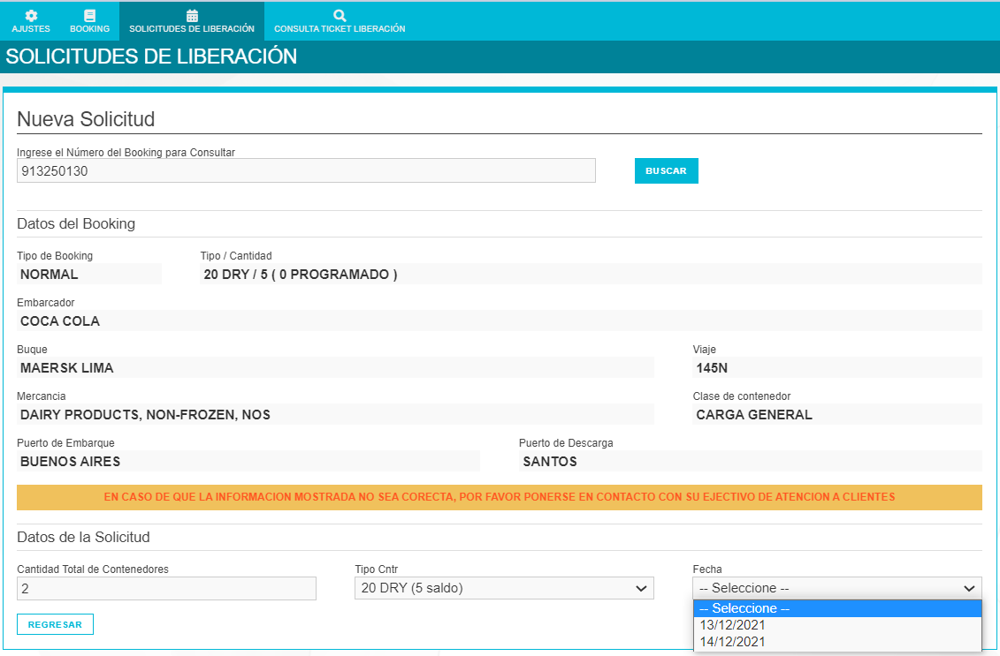 AJUSTES
BOOKING
SOLICITUDES DE LIBERACIÓN
CONSULTA TICKET LIBERACIÓN
SOLICITUDES DE LIBERACIÓN
Nueva Solicitud
Ingrese el Número del Booking para Consultar
913250130
BUSCAR
Datos del Booking
Tipo de Booking
Tipo / Cantidad
NORMAL
20 DRY / 5 ( 0 PROGRAMADO )
Embarcador
COCA COLA
Buque
Viaje
MAERSK LIMA
145N
Mercancia
Clase de contenedor
DAIRY PRODUCTS, NON-FROZEN, NOS
CARGA GENERAL
Puerto de Embarque
Puerto de Descarga
BUENOS AIRES
SANTOS
EN CASO DE QUE LA INFORMACION MOSTRADA NO SEA CORECTA, POR FAVOR PONERSE EN CONTACTO CON SU EJECTIVO DE ATENCION A CLIENTES
Datos de la Solicitud
Cantidad Total de Contenedores
Tipo Cntr
Fecha
2
20 DRY (5 saldo)
-- Seleccione --
-- Seleccione --
13/12/2021
14/12/2021
REGRESAR